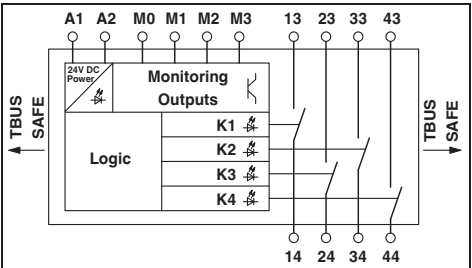 A1 A2 M0 M1 M2 M3 13 23 33 43
24V DC
Power
Monitoring
Outputs
TBUS
SAFE
Logic
K1
K2
K3
K4
TBUS
SAFE
14 24 34 44